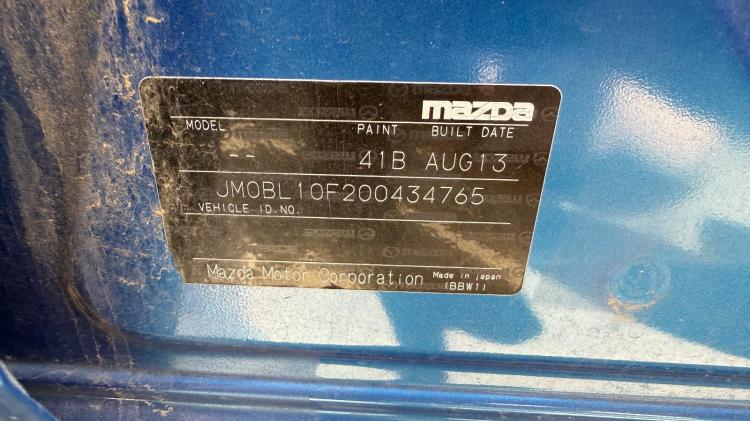 mazda
MODEL PAINT BUILT DATE
-- 41B AUG13
JM0BL10F200434765
VEHICLE ID.NO.
Mazda Motor Corporation Made in japan
(BBW1)